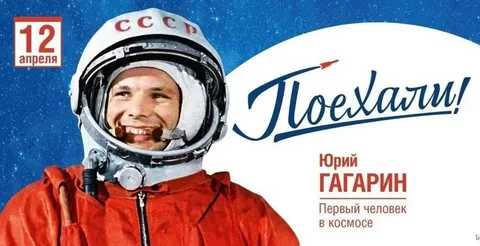 12
апреля
СССР
Поехали!
Юрий
ГАГАРИН
Первый человек
в космосе